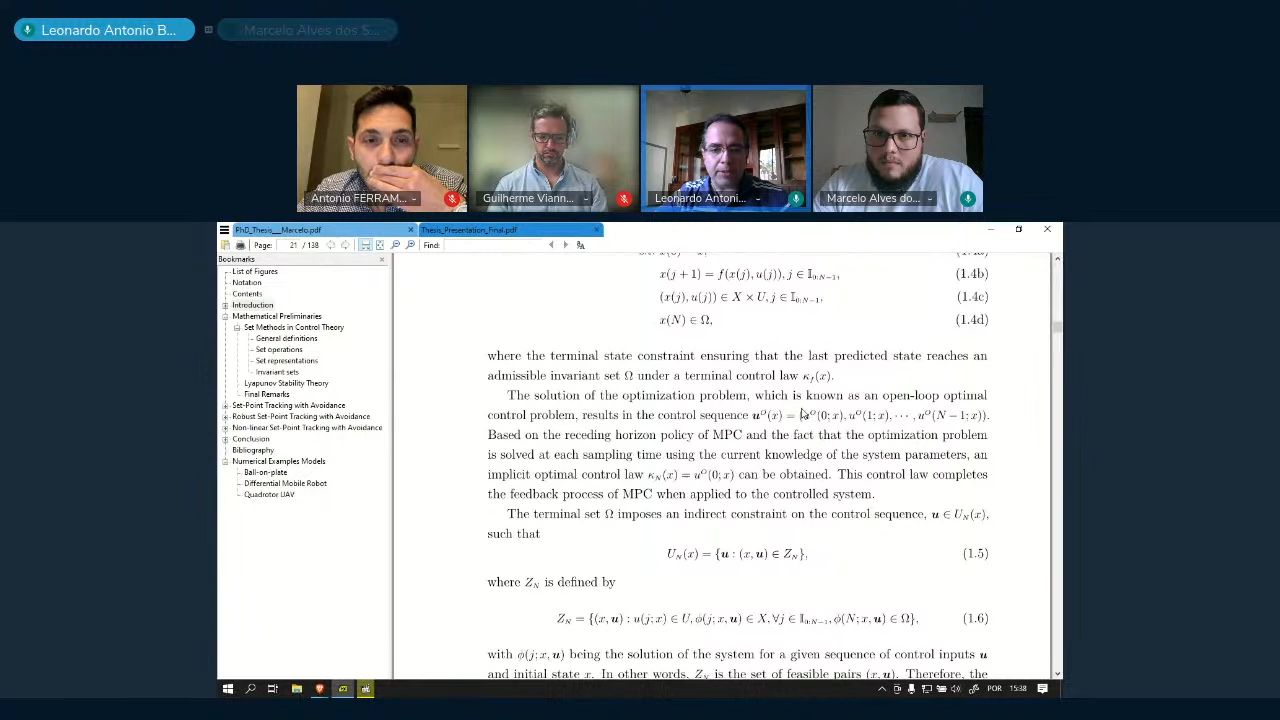 Leonardo Antonio B...
Marcelo Alves dos S...
Antonio FERRAM...
Guilherme Viann...
Leonardo Antoni...
Marcelo Alves do...
PhD_Thesis___Marcelo.pdf
Thesis_Presentation_Final.pdf
Page: 21 / 138
Find:
Bookmarks
List of Figures
Notation
Contents
Introduction
Mathematical Preliminaries
Set Methods in Control Theory
General definitions
Set operations
Set representations
Invariant sets
Lyapunov Stability Theory
Final Remarks
Set-Point Tracking with Avoidance
Robust Set-Point Tracking with Avoidance
Non-linear Set-Point Tracking with Avoidance
Conclusion
Bibliography
Numerical Examples Models
Ball-on-plate
Differential Mobile Robot
Quadrotor UAV
x(j + 1) = f(x(j), u(j)), j ∈ 𝕀₀:N−1, (1.4b)
(x(j), u(j)) ∈ X × U, j ∈ 𝕀₀:N−1, (1.4c)
x(N) ∈ Ω, (1.4d)
where the terminal state constraint ensuring that the last predicted state reaches an
admissible invariant set Ω under a terminal control law κf(x).
The solution of the optimization problem, which is known as an open-loop optimal
control problem, results in the control sequence uᴼ(x) = (uᴼ(0; x), uᴼ(1; x), ··· , uᴼ(N − 1; x)).
Based on the receding horizon policy of MPC and the fact that the optimization problem
is solved at each sampling time using the current knowledge of the system parameters, an
implicit optimal control law κN(x) = uᴼ(0; x) can be obtained. This control law completes
the feedback process of MPC when applied to the controlled system.
The terminal set Ω imposes an indirect constraint on the control sequence, u ∈ UN(x),
such that
UN(x) = {u : (x, u) ∈ ZN}, (1.5)
where ZN is defined by
ZN = {(x, u) : u(j; x) ∈ U, ϕ(j; x, u) ∈ X, ∀j ∈ 𝕀₀:N−1, ϕ(N; x, u) ∈ Ω}, (1.6)
with ϕ(j; x, u) being the solution of the system for a given sequence of control inputs u
and initial state x. In other words, ZN is the set of feasible pairs (x, u). Therefore, the
POR 15:38